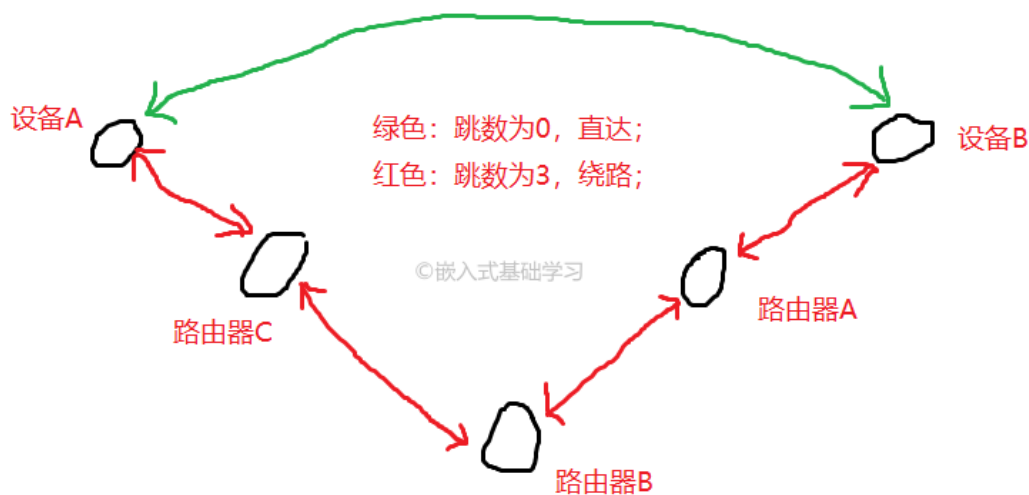 设备A
绿色：跳数为0，直达；
设备B
红色：跳数为3，绕路；
©嵌入式基础学习
路由器A
路由器C
路由器B